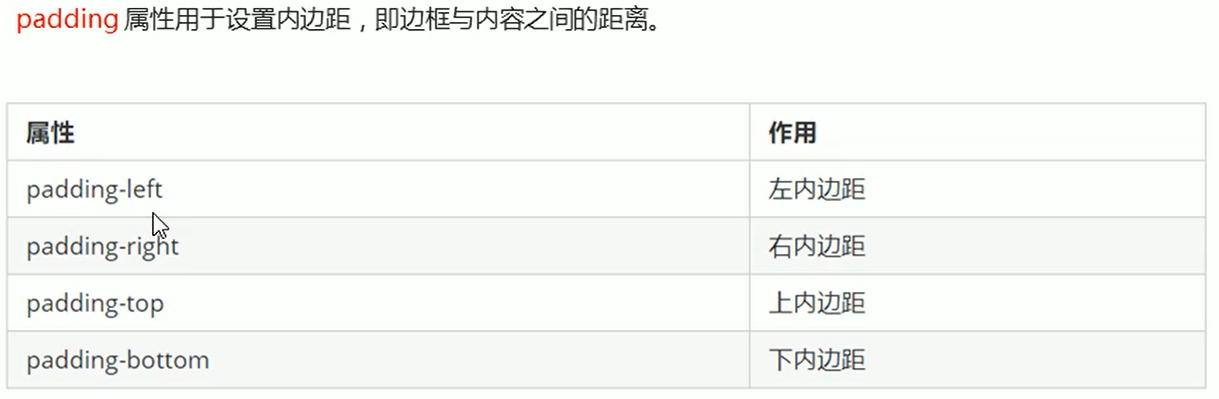 padding 属性用于设置内边距，即边框与内容之间的距离。
属性 作用
padding-left 左内边距
padding-right 右内边距
padding-top 上内边距
padding-bottom 下内边距